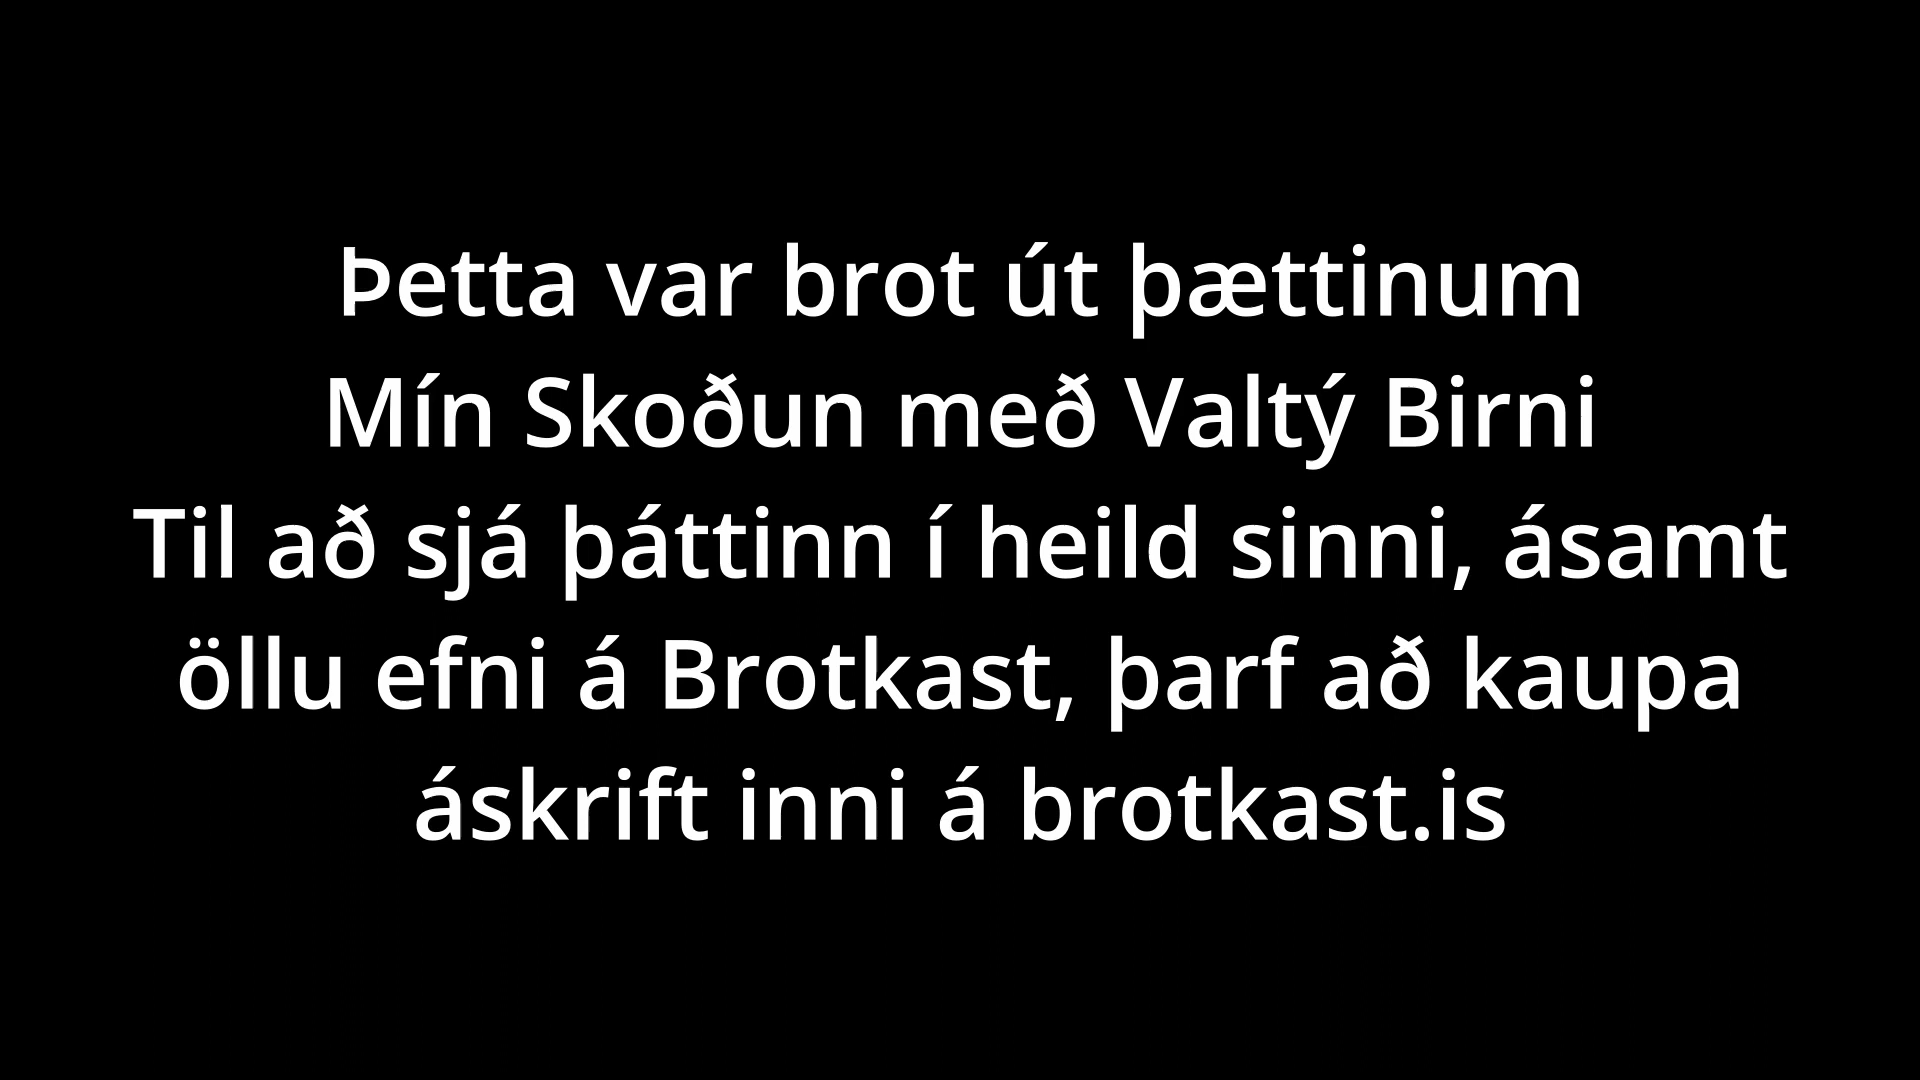 Þetta var brot út þættinum
Mín Skoðun með Valtý Birni
Til að sjá þáttinn í heild sinni, ásamt
öllu efni á Brotkast, þarf að kaupa
áskrift inni á brotkast.is